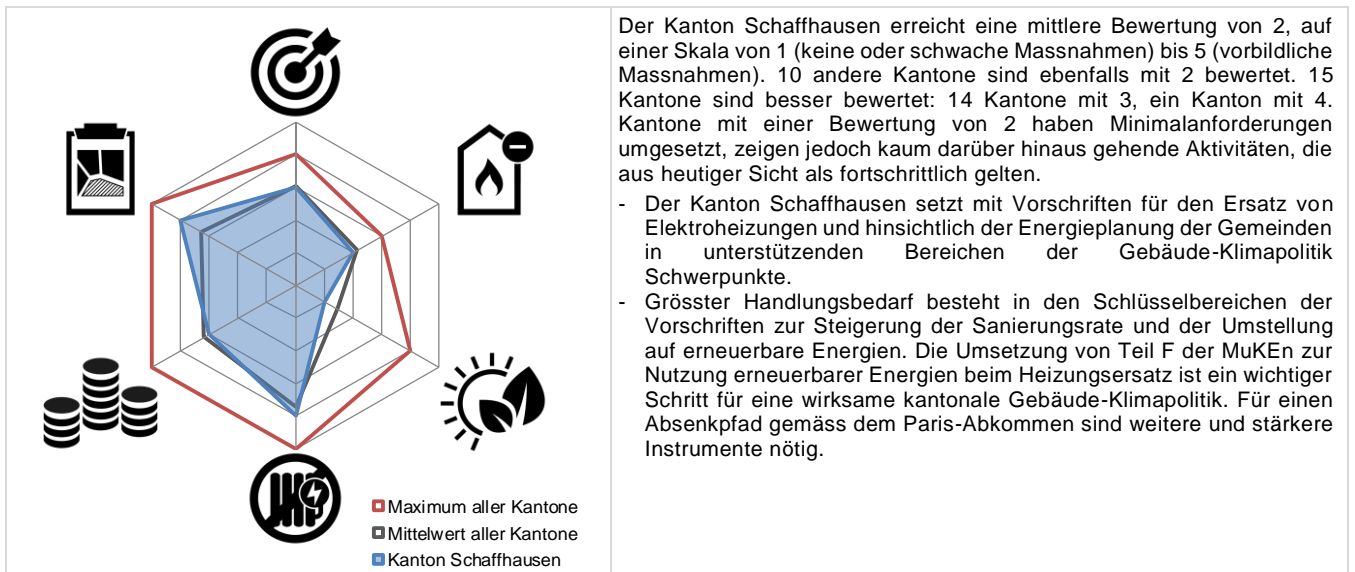 Der Kanton Schaffhausen erreicht eine mittlere Bewertung von 2, auf
einer Skala von 1 (keine oder schwache Massnahmen) bis 5 (vorbildliche
Massnahmen). 10 andere Kantone sind ebenfalls mit 2 bewertet. 15
Kantone sind besser bewertet: 14 Kantone mit 3, ein Kanton mit 4.
Kantone mit einer Bewertung von 2 haben Minimalanforderungen
umgesetzt, zeigen jedoch kaum darüber hinaus gehende Aktivitäten, die
aus heutiger Sicht als fortschrittlich gelten.
- Der Kanton Schaffhausen setzt mit Vorschriften für den Ersatz von
Elektroheizungen und hinsichtlich der Energieplanung der Gemeinden
in unterstützenden Bereichen der Gebäude-Klimapolitik
Schwerpunkte.
- Grösster Handlungsbedarf besteht in den Schlüsselbereichen der
Vorschriften zur Steigerung der Sanierungsrate und der Umstellung
auf erneuerbare Energien. Die Umsetzung von Teil F der MuKEn zur
Nutzung erneuerbarer Energien beim Heizungsersatz ist ein wichtiger
Schritt für eine wirksame kantonale Gebäude-Klimapolitik. Für einen
Absenkpfad gemäss dem Paris-Abkommen sind weitere und stärkere
Instrumente nötig.
Maximum aller Kantone
Mittelwert aller Kantone
Kanton Schaffhausen